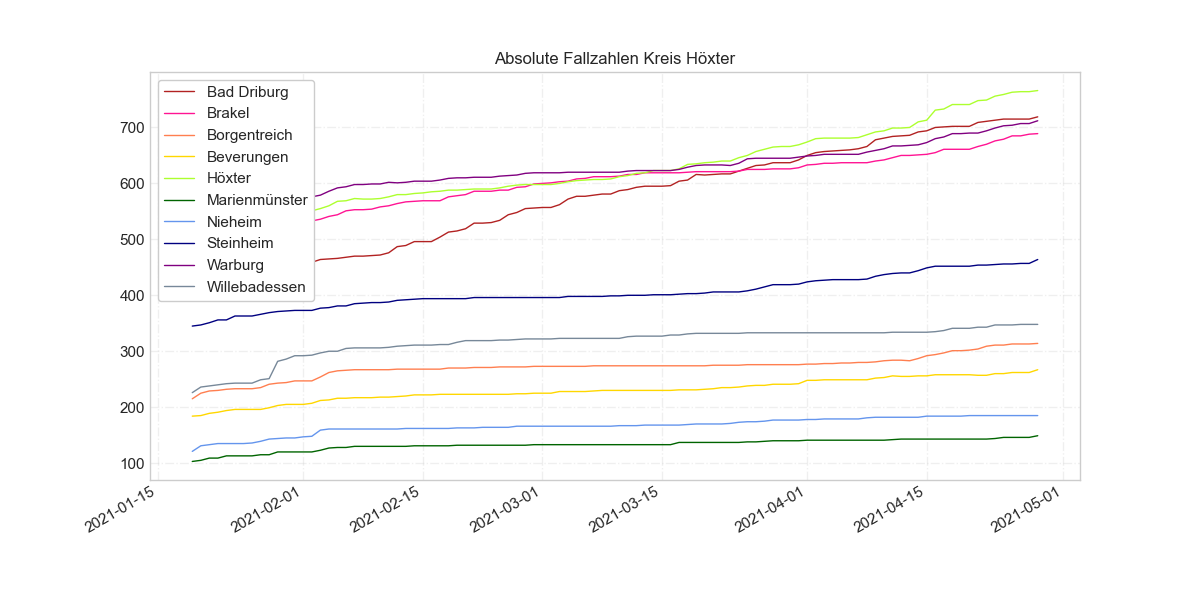 Absolute Fallzahlen Kreis Höxter
Bad Driburg
Brakel
Borgentreich
Beverungen
Höxter
Marienmünster
Nieheim
Steinheim
Warburg
Willebadessen
700
600
500
400
300
200
100
2021-01-15
2021-02-01
2021-02-15
2021-03-01
2021-03-15
2021-04-01
2021-04-15
2021-05-01